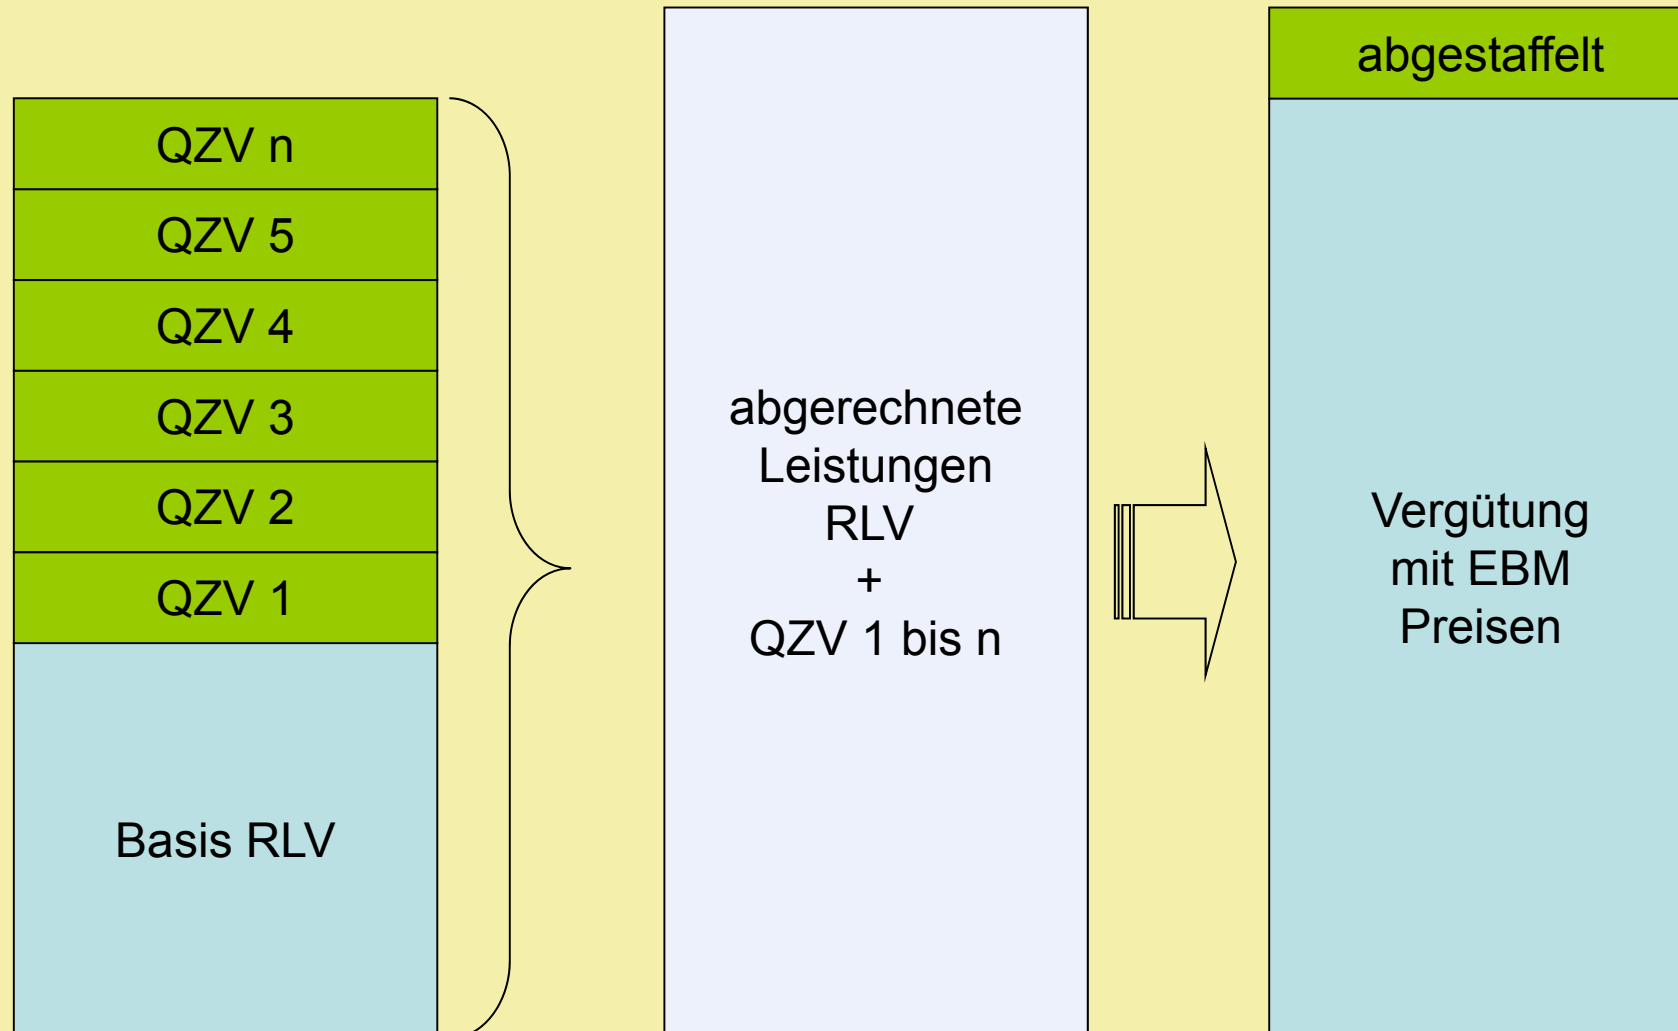 QZV n
QZV 5
QZV 4
QZV 3
QZV 2
QZV 1
Basis RLV
abgerechnete
Leistungen
RLV
+
QZV 1 bis n
abgestaffelt
Vergütung
mit EBM
Preisen